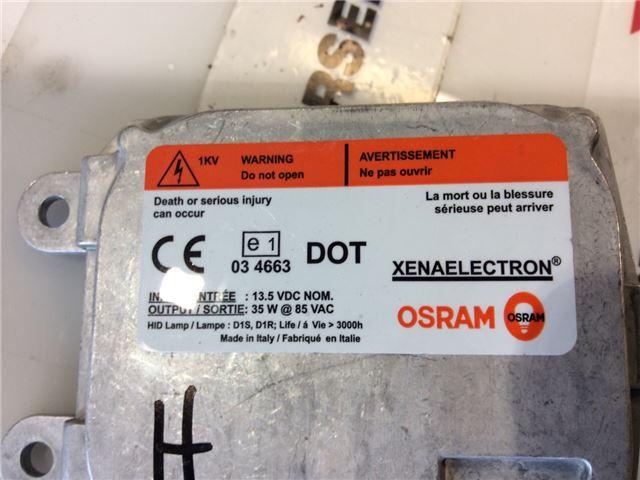 RSE
1KV WARNING
Do not open
AVERTISSEMENT
Ne pas ouvrir
Death or serious injury
can occur
La mort ou la blessure
sérieuse peut arriver
CE
e 1
03 4663
DOT
XENAELECTRON®
: 13.5 VDC NOM.
OUTPUT / SORTIE: 35 W @ 85 VAC
HID Lamp / Lampe : D1S, D1R; Life / á Vie > 3000h
Made in Italy / Fabriqué en Italie
OSRAM
OSRAM
H